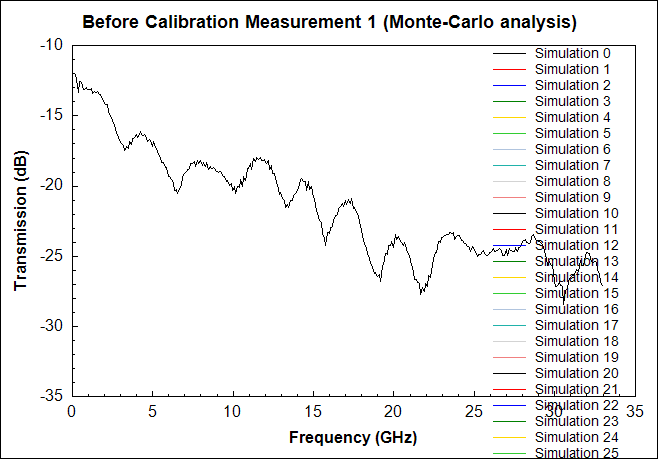 Before Calibration Measurement 1 (Monte-Carlo analysis)
Transmission (dB)
-10
-15
-20
-25
-30
-35
0 5 10 15 20 25 30 35
Frequency (GHz)
Simulation 0
Simulation 1
Simulation 2
Simulation 3
Simulation 4
Simulation 5
Simulation 6
Simulation 7
Simulation 8
Simulation 9
Simulation 10
Simulation 11
Simulation 12
Simulation 13
Simulation 14
Simulation 15
Simulation 16
Simulation 17
Simulation 18
Simulation 19
Simulation 20
Simulation 21
Simulation 22
Simulation 23
Simulation 24
Simulation 25